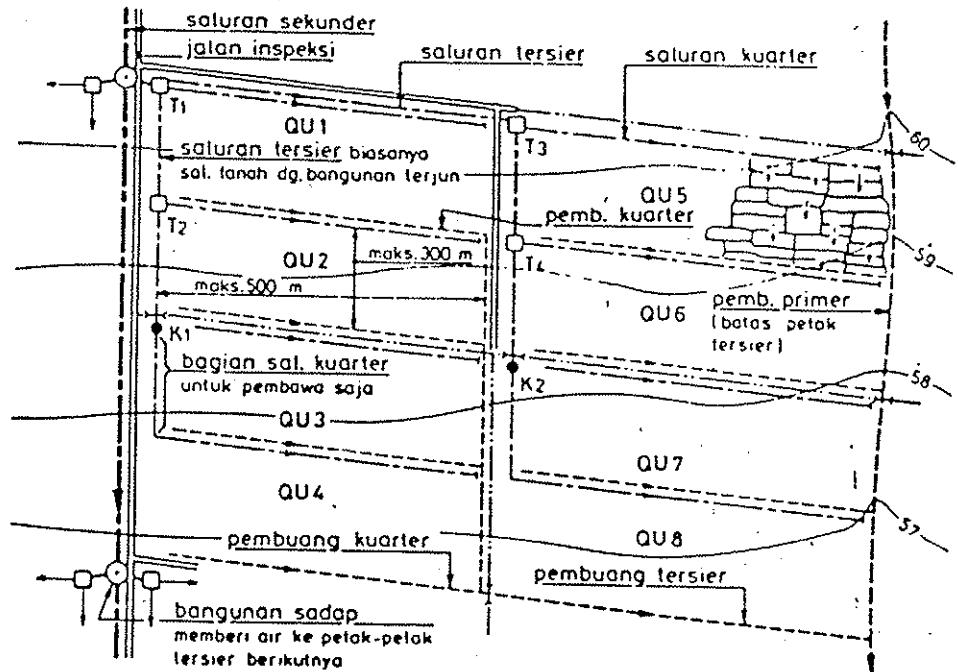 saluran sekunder
jalan inspeksi
saluran tersier
saluran kuarter
T1
QU1
T3
60
saluran tersier biasanya
sal. tanah dg. bangunan terjun
QU5
pemb. kuarter
T2
QU2
maks. 300 m
T4
59
maks. 500 m
QU6
pemb. primer
(batas petak
tersier)
K1
bagian sal. kuarter
untuk pembawa saja
K2
58
QU3
QU7
QU4
57
pembuang kuarter
QU8
pembuang tersier
bangunan sadap
memberi air ke petak-petak
tersier berikutnya